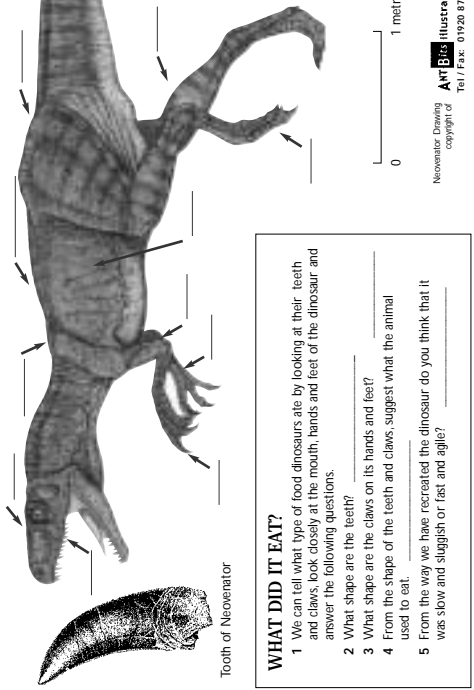 Tooth of Neovenator
WHAT DID IT EAT?
1 We can tell what type of food dinosaurs ate by looking at their teeth
and claws, look closely at the mouth, hands and feet of the dinosaur and
answer the following questions.
2 What shape are the teeth?
3 What shape are the claws on its hands and feet?
4 From the shape of the teeth and claws, suggest what the animal
used to eat.
5 From the way we have recreated the dinosaur do you think that it
was slow and sluggish or fast and agile?
0 1 metr
Neovenator Drawing
copyright of
ANT Bits Illustra
Tel / Fax: 01920 87